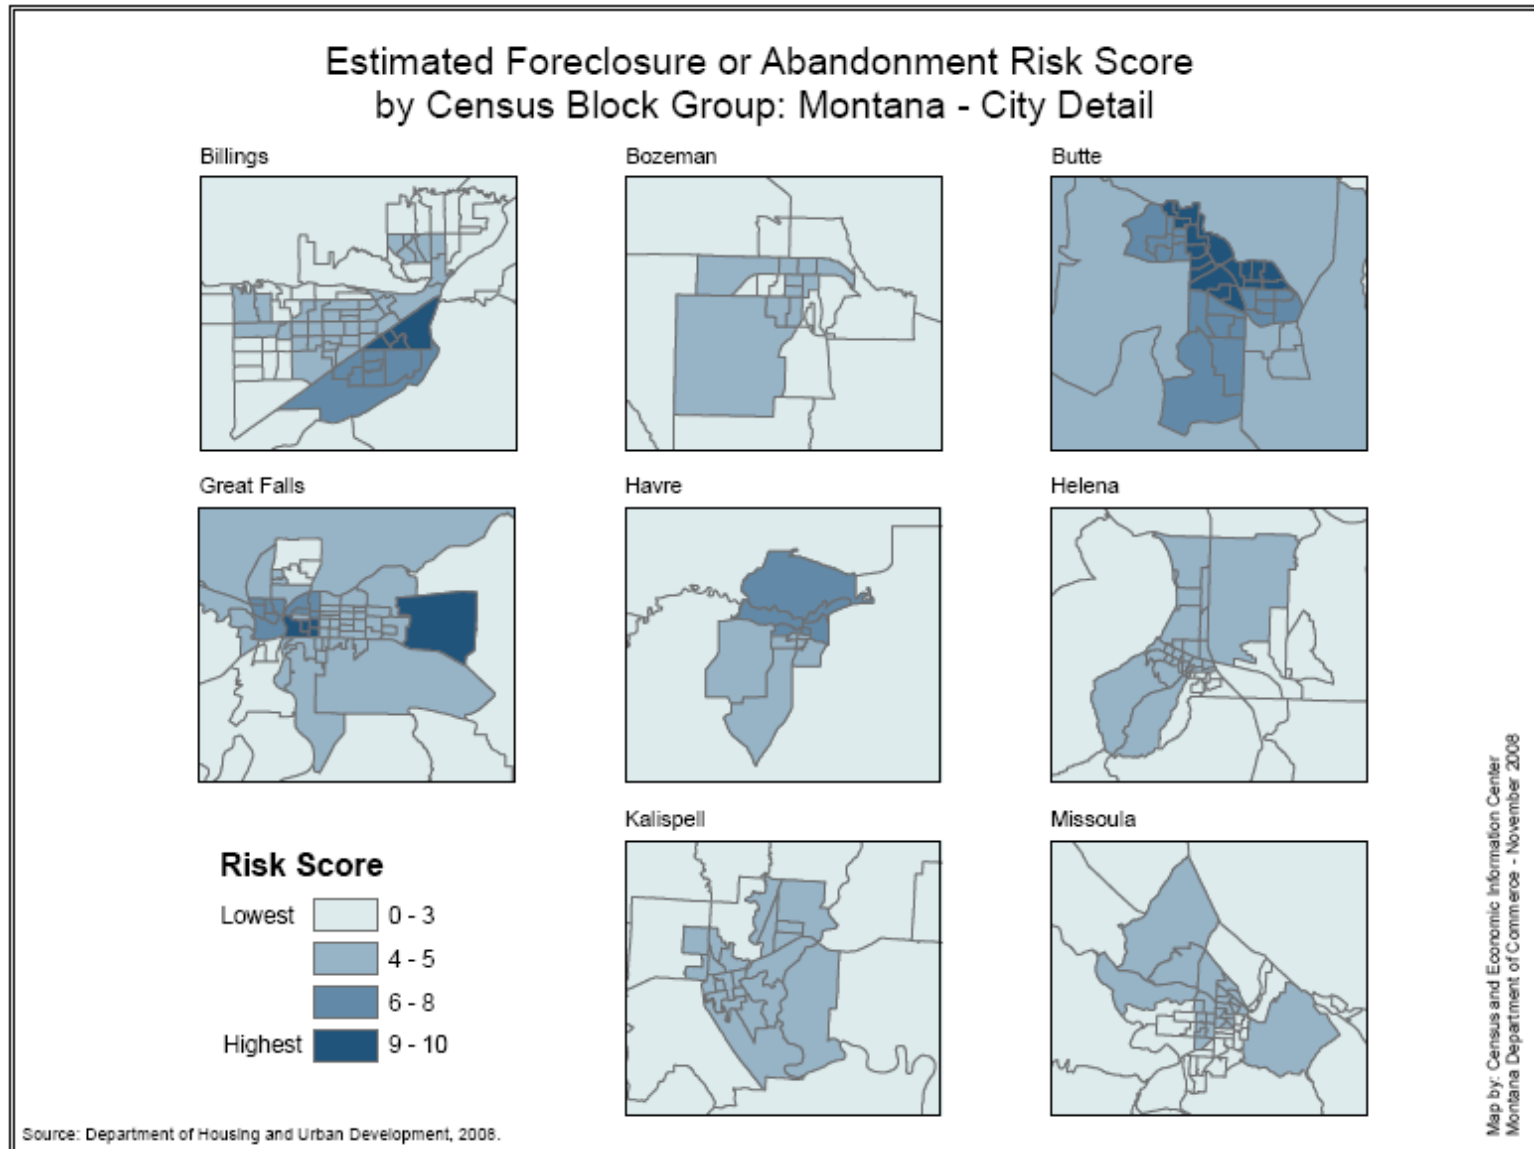 Estimated Foreclosure or Abandonment Risk Score
by Census Block Group: Montana - City Detail
Billings
Bozeman
Butte
Great Falls
Havre
Helena
Kalispell
Missoula
Risk Score
Lowest 0 - 3
4 - 5
6 - 8
Highest 9 - 10
Source: Department of Housing and Urban Development, 2008.
Map by: Census and Economic Information Center
Montana Department of Commerce - November 2008